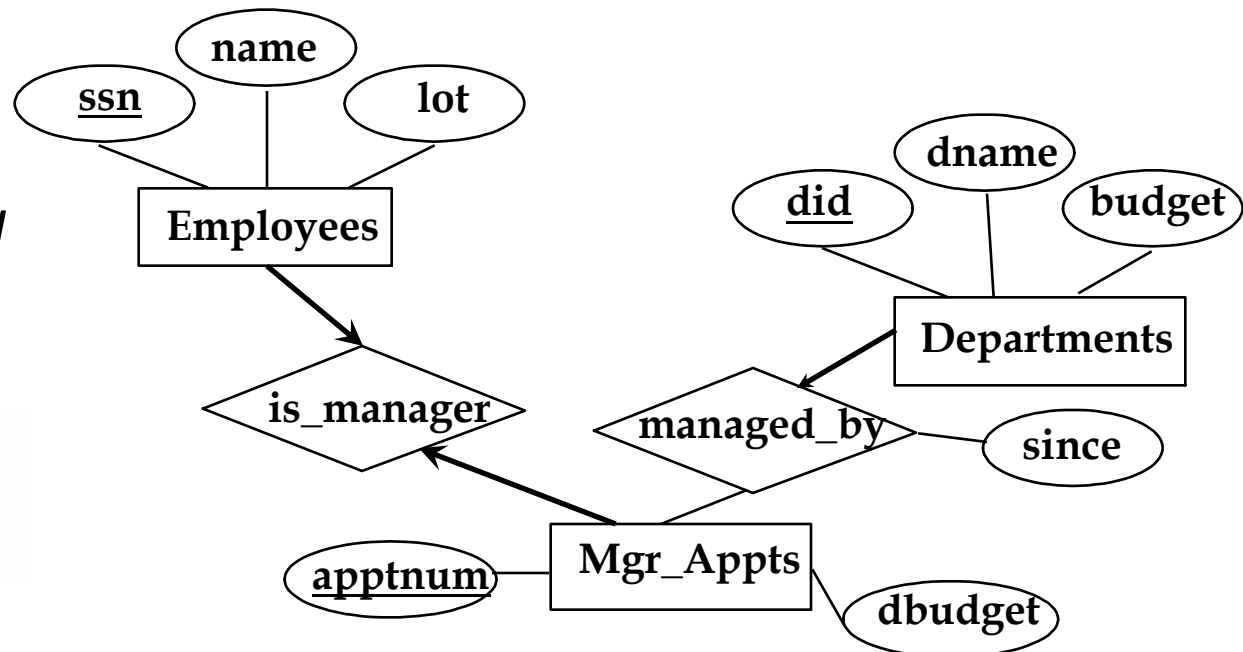 name
ssn
lot
Employees
dname
did
budget
Departments
is_manager
managed_by
since
apptnum
Mgr_Appts
dbudget